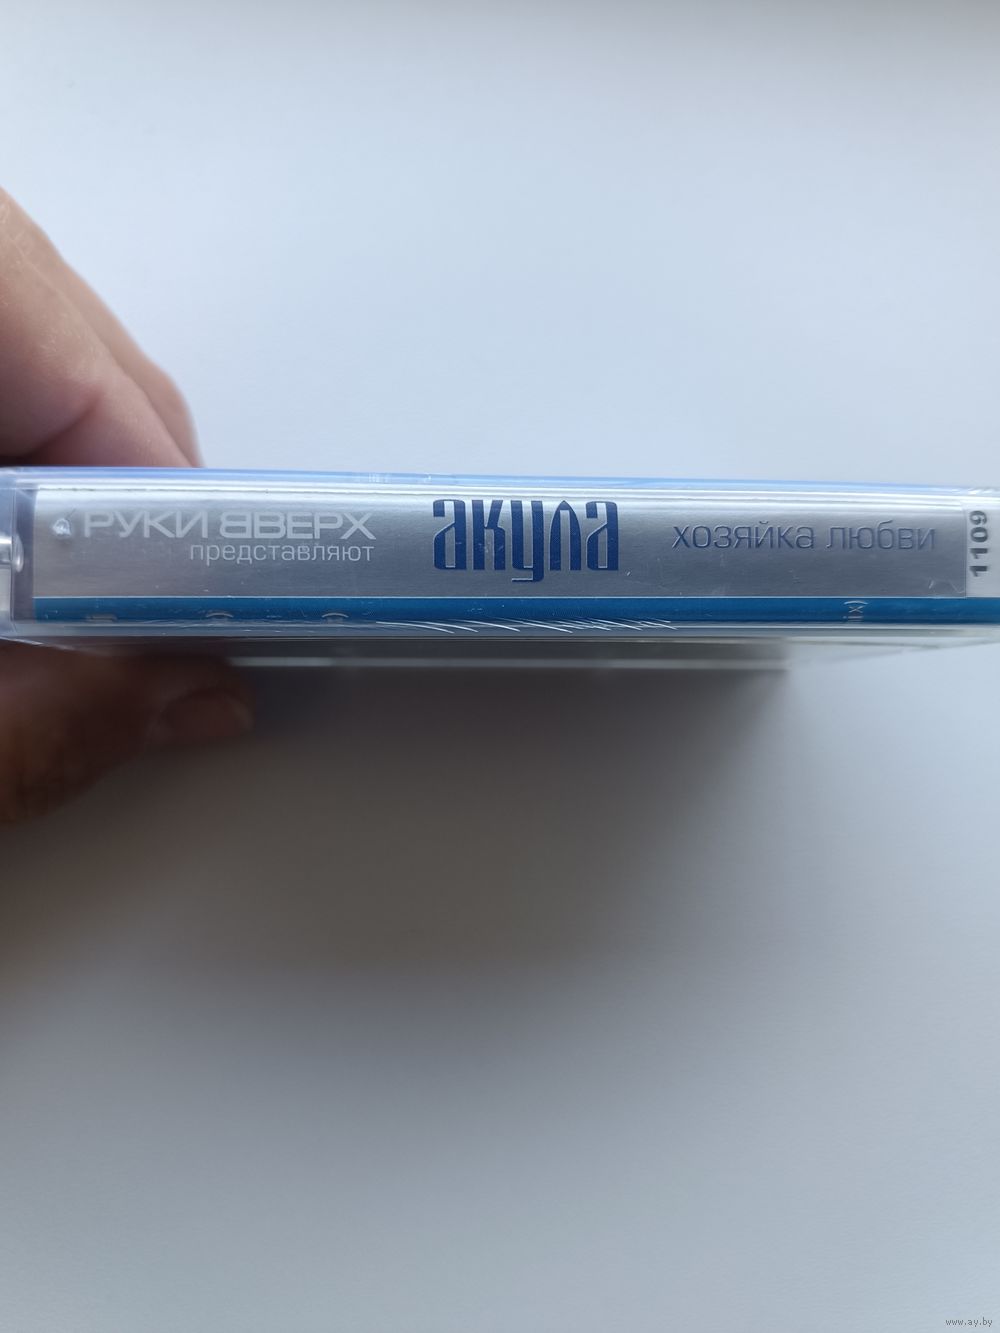 РУКИ ВВЕРХ
представляют
акула
хозяйка любви
1109
www.ay.by